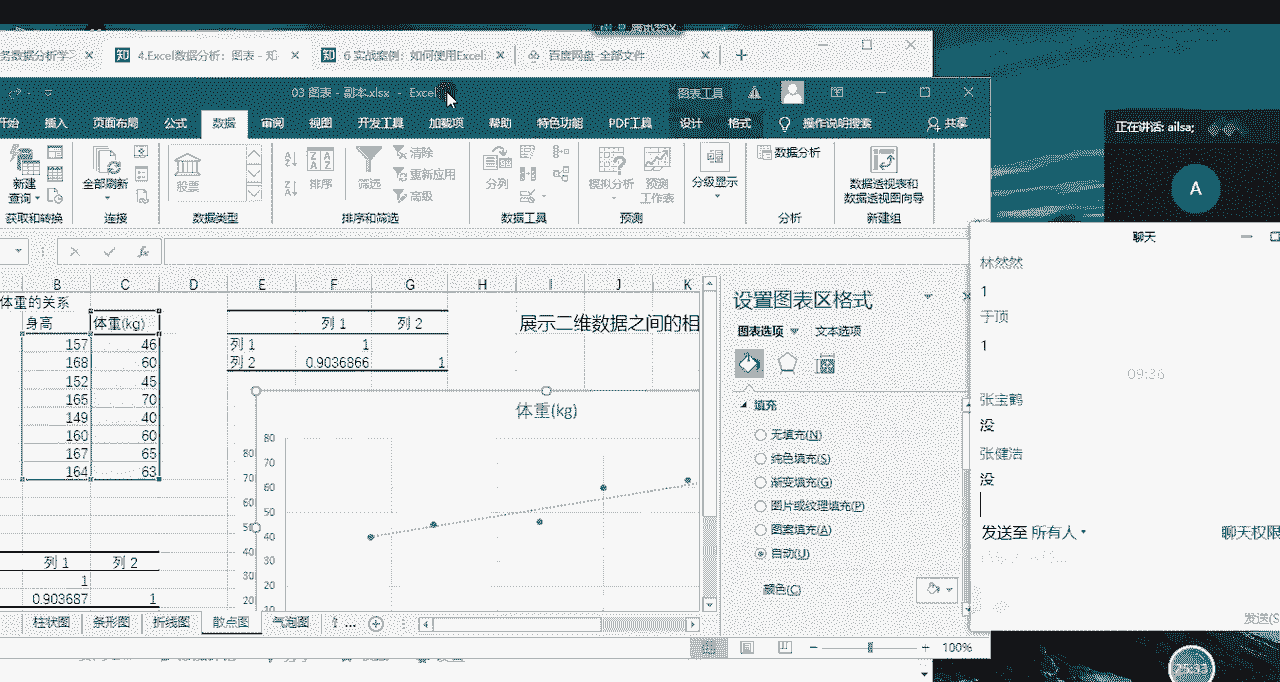 腾讯会议
务数据分析学习
4.Excel数据分析：图表 - 知
6 实战案例：如何使用Excel
百度网盘-全部文件
03 图表 - 副本.xlsx - Excel
图表工具
开始 插入 页面布局 公式 数据 审阅 视图 开发工具 加载项 帮助 特色功能 PDF工具 设计 格式 操作说明搜索 共享
新建
查询
全部刷新
股票
排序
筛选
清除
重新应用
高级
分列
模拟分析
预测
工作表
分级显示
数据分析
数据透视表和
数据透视图向导
获取和转换 连接 数据类型 排序和筛选 数据工具 预测 分析 新建组
正在讲话: ailsa;
A
B C D E F G H I J K
体重的关系
身高 体重(kg)
157 46
168 60
152 45
165 70
149 40
160 60
167 65
164 63
列 1 列 2
列 1 1
列 2 0.9036866 1
展示二维数据之间的相
体重(kg)
80
70
60
50
40
30
20
10
80
70
60
50
40
30
20
列 1 列 2
1
0.903687 1
柱状图 条形图 折线图 散点图 气泡图
100%
设置图表区格式
图表选项 文本选项
填充
无填充(N)
纯色填充(S)
渐变填充(G)
图片或纹理填充(P)
图案填充(A)
自动(U)
颜色(C)
聊天
林然然
1
于顶
1
09:36
张宝鹤
没
张健浩
没
发送至 所有人
聊天权限
发送(S